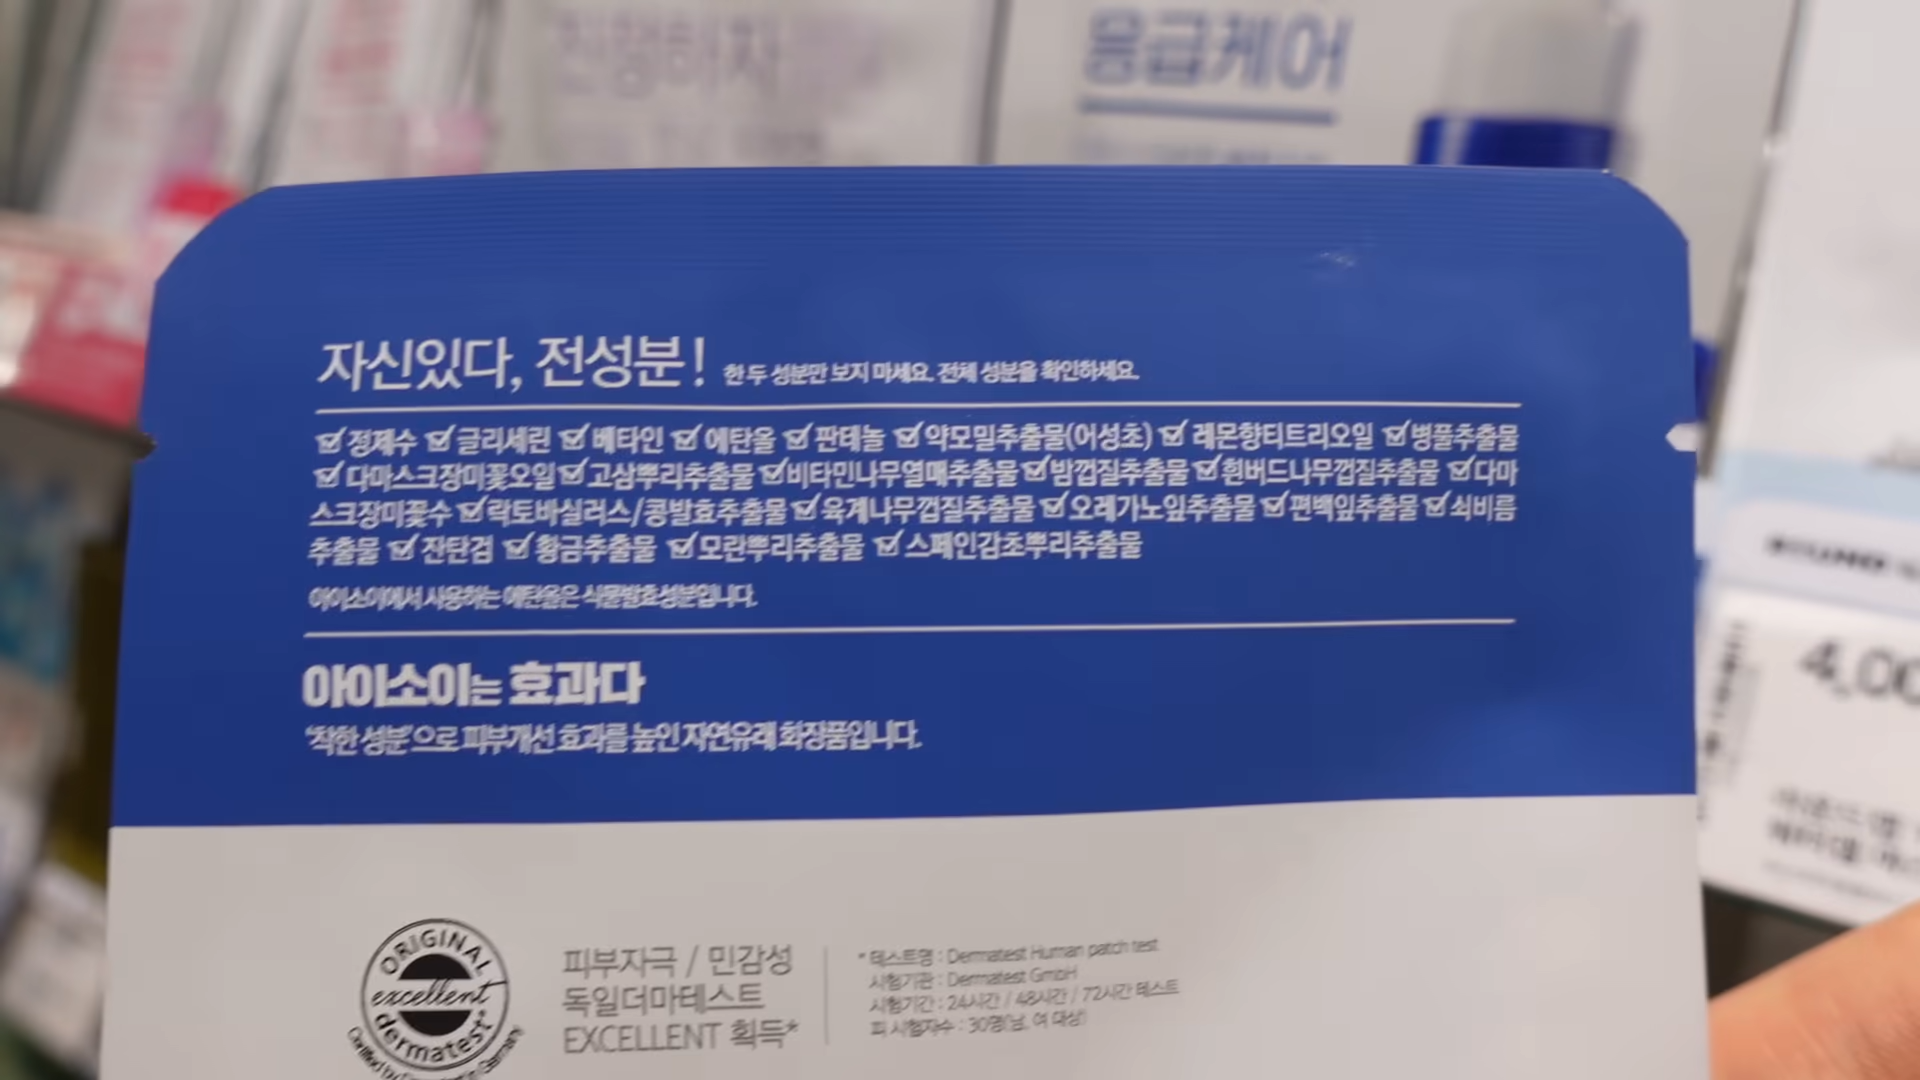 응급케어
자신있다, 전성분! 한 두 성분만 보지 마세요. 전체 성분을 확인하세요.
☑정제수 ☑글리세린 ☑베타인 ☑에탄올 ☑판테놀 ☑약모밀추출물(어성초) ☑레몬향티트리오일 ☑병풀추출물
☑다마스크장미꽃오일 ☑고삼뿌리추출물 ☑비타민나무열매추출물 ☑밤껍질추출물 ☑흰버드나무껍질추출물 ☑다마
스크장미꽃수 ☑락토바실러스/콩발효추출물 ☑육계나무껍질추출물 ☑오레가노잎추출물 ☑편백잎추출물 ☑쇠비름
추출물 ☑잔탄검 ☑황금추출물 ☑모란뿌리추출물 ☑스페인감초뿌리추출물
아이소이에서 사용하는 에탄올은 식물발효성분입니다.
아이소이는 효과다
'착한 성분'으로 피부개선 효과를 높인 자연유래 화장품입니다.
ORIGINAL
excellent
dermatest
피부자극 / 민감성
독일더마테스트
EXCELLENT 획득*
* 테스트명 : Dermatest Human patch test
시험기관 : Dermatest GmbH
시험기간 : 24시간 / 48시간 / 72시간 테스트
피 시험자수 : 30명(남, 여 대상)